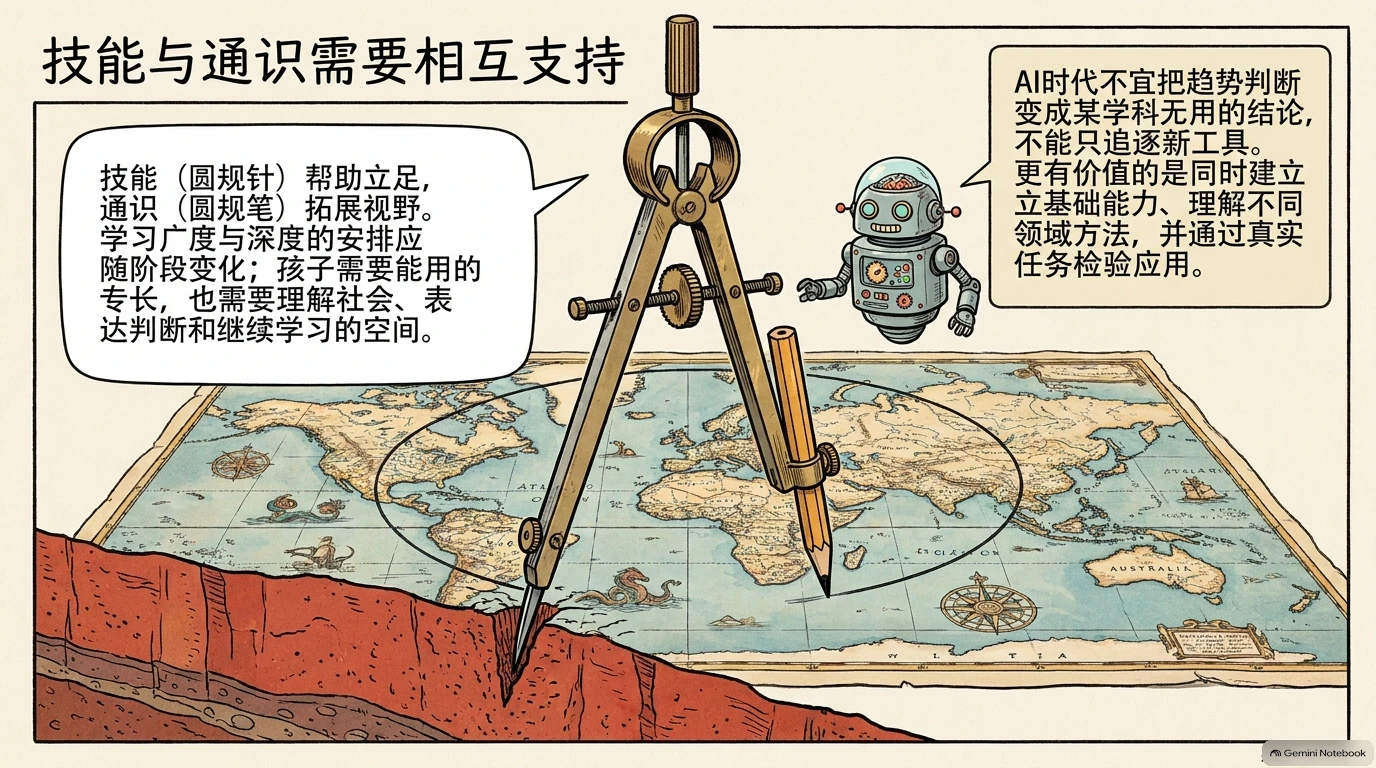 技能与通识需要相互支持
技能（圆规针）帮助立足，
通识（圆规笔）拓展视野。
学习广度与深度的安排应
随阶段变化；孩子需要能用的
专长，也需要理解社会、表
达判断和继续学习的空间。
AI时代不宜把趋势判断
变成某学科无用的结论，
不能只追逐新工具。
更有价值的是同时建立
立基础能力、理解不同
领域方法，并通过真实
任务检验应用。
AUSTRALIA
Gemini Notebook